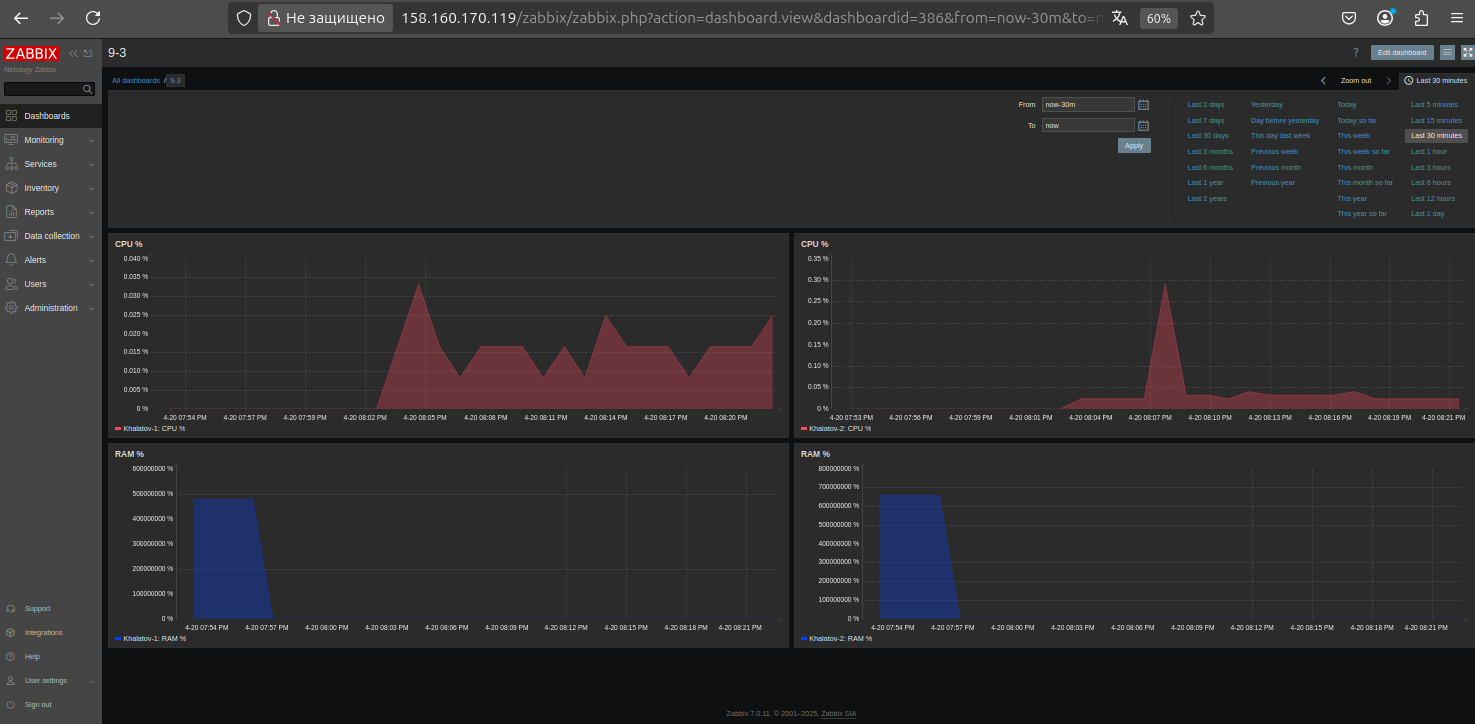 Не защищено
158.160.170.119/zabbix/zabbix.php?action=dashboard.view&dashboardid=386&from=now-30m&to=n
60%
ZABBIX
Netology Zabbix
9-3
?
Edit dashboard
All dashboards / 9-3
Zoom out
Last 30 minutes
Dashboards
Monitoring
Services
Inventory
Reports
Data collection
Alerts
Users
Administration
Support
Integrations
Help
User settings
Sign out
From now-30m
To now
Apply
Last 2 days Yesterday Today Last 5 minutes
Last 7 days Day before yesterday Today so far Last 15 minutes
Last 30 days This day last week This week Last 30 minutes
Last 3 months Previous week This week so far Last 1 hour
Last 6 months Previous month This month Last 3 hours
Last 1 year Previous year This month so far Last 6 hours
Last 2 years This year Last 12 hours
This year so far Last 1 day
CPU %
0.040 %
0.035 %
0.030 %
0.025 %
0.020 %
0.015 %
0.010 %
0.005 %
0 %
4-20 07:54 PM 4-20 07:57 PM 4-20 07:59 PM 4-20 08:02 PM 4-20 08:05 PM 4-20 08:08 PM 4-20 08:11 PM 4-20 08:14 PM 4-20 08:17 PM 4-20 08:20 PM
Khalatov-1: CPU %
CPU %
0.35 %
0.30 %
0.25 %
0.20 %
0.15 %
0.10 %
0.05 %
0 %
4-20 07:53 PM 4-20 07:56 PM 4-20 07:59 PM 4-20 08:01 PM 4-20 08:04 PM 4-20 08:07 PM 4-20 08:10 PM 4-20 08:13 PM 4-20 08:16 PM 4-20 08:19 PM 4-20 08:21 PM
Khalatov-2: CPU %
RAM %
600000000 %
500000000 %
400000000 %
300000000 %
200000000 %
100000000 %
0 %
4-20 07:54 PM 4-20 07:57 PM 4-20 08:00 PM 4-20 08:03 PM 4-20 08:06 PM 4-20 08:09 PM 4-20 08:12 PM 4-20 08:15 PM 4-20 08:18 PM 4-20 08:21 PM
Khalatov-1: RAM %
RAM %
800000000 %
700000000 %
600000000 %
500000000 %
400000000 %
300000000 %
200000000 %
100000000 %
0 %
4-20 07:54 PM 4-20 07:57 PM 4-20 08:00 PM 4-20 08:03 PM 4-20 08:06 PM 4-20 08:09 PM 4-20 08:12 PM 4-20 08:15 PM 4-20 08:18 PM 4-20 08:21 PM
Khalatov-2: RAM %
Zabbix 7.0.11. © 2001–2025, Zabbix SIA